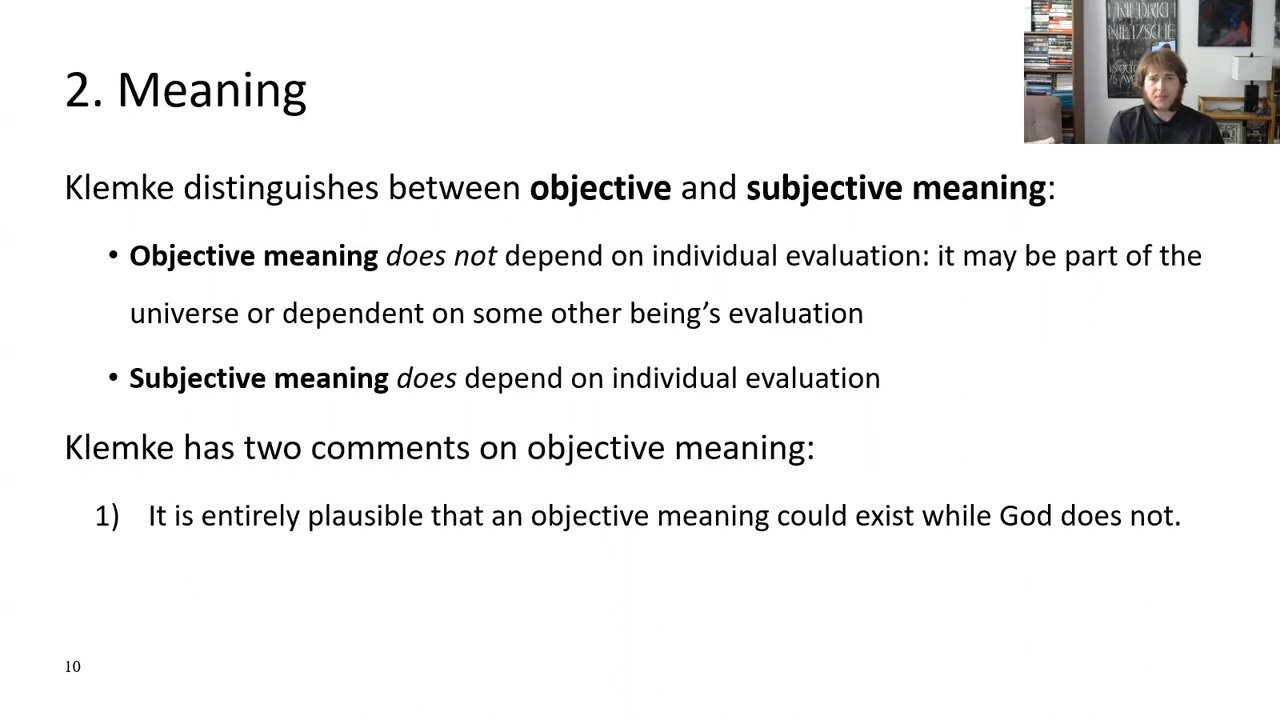 2. Meaning
FRIEDRICH
NIETZSCHE
Klemke distinguishes between objective and subjective meaning:
• Objective meaning does not depend on individual evaluation: it may be part of the
universe or dependent on some other being’s evaluation
• Subjective meaning does depend on individual evaluation
Klemke has two comments on objective meaning:
1) It is entirely plausible that an objective meaning could exist while God does not.
10